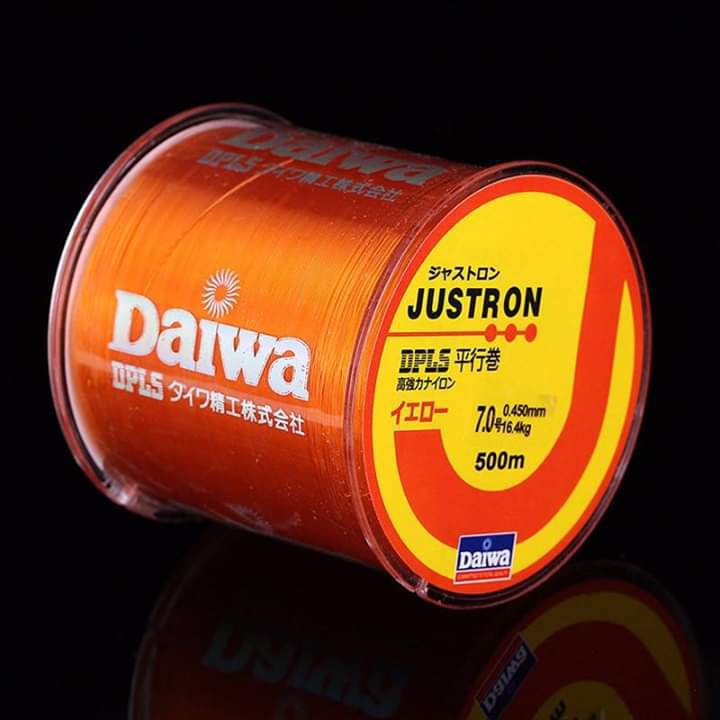 Daiwa
DPLS ダイワ精工株式会社
Daiwa
DPLS ダイワ精工株式会社
ジャストロン
JUSTRON
DPLS 平行巻
高強力ナイロン
イエロー
7.0号 0.450mm
16.4kg
500m
Daiwa